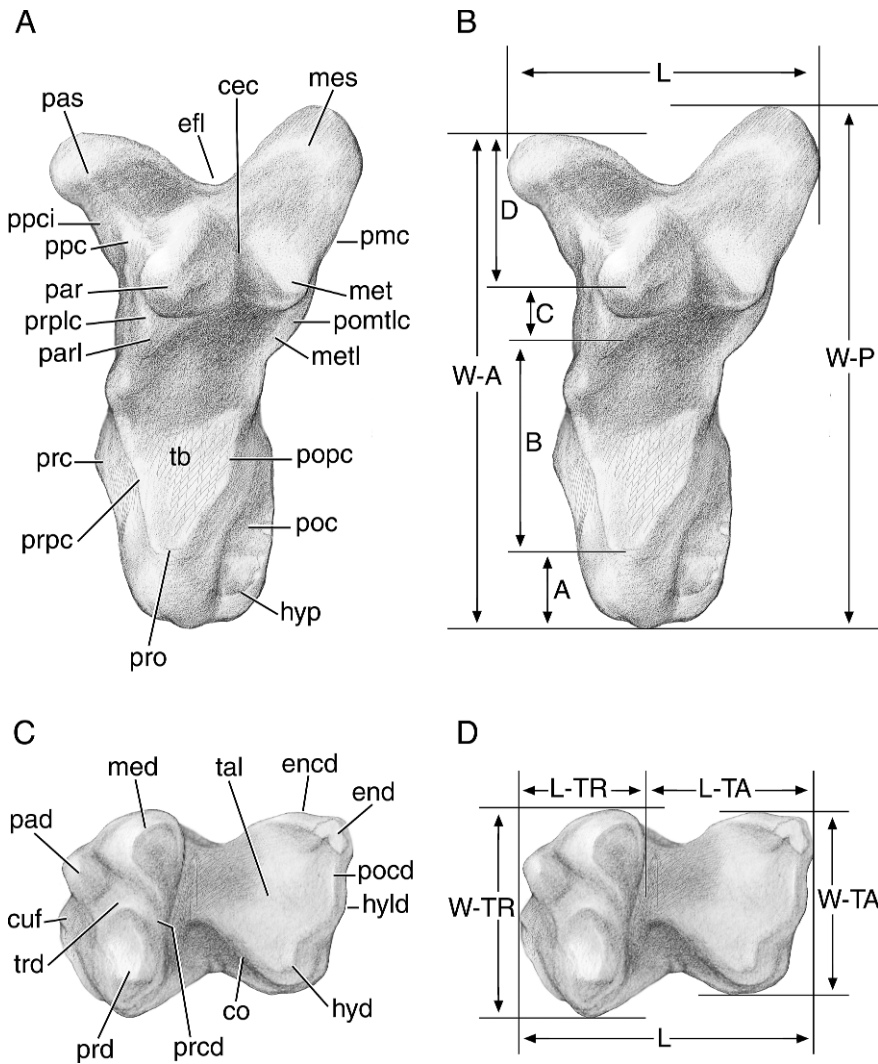 A
pas
efl
cec
mes
ppci
ppc
pmc
par
met
prplc
pomtlc
parl
metl
prc
tb
popc
prpc
poc
hyp
pro
B
L
D
C
W-A
W-P
B
A
C
med
tal
encd
end
pad
pocd
cuf
hyld
trd
prd
prcd
co
hyd
D
L-TR
L-TA
W-TR
W-TA
L